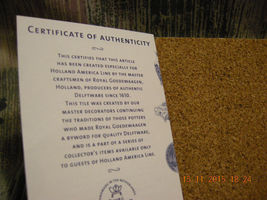 CERTIFICATE OF AUTHENTICITY
THIS CERTIFIES THAT THIS ARTICLE
HAS BEEN CREATED ESPECIALLY FOR
HOLLAND AMERICA LINE BY THE MASTER
CRAFTSMEN OF ROYAL GOEDEWAAGEN,
HOLLAND, PRODUCERS OF AUTHENTIC
DELFTWARE SINCE 1610.
THIS TILE WAS CREATED BY OUR
MASTER DECORATORS CONTINUING
THE TRADITIONS OF THOSE POTTERS
WHO MADE ROYAL GOEDEWAAGEN
A BYWORD FOR QUALITY DELFTWARE,
AND IS A PART OF A SERIES OF
COLLECTOR'S ITEMS AVAILABLE ONLY
TO GUESTS OF HOLLAND AMERICA LINE.
15 11 2015 18:24